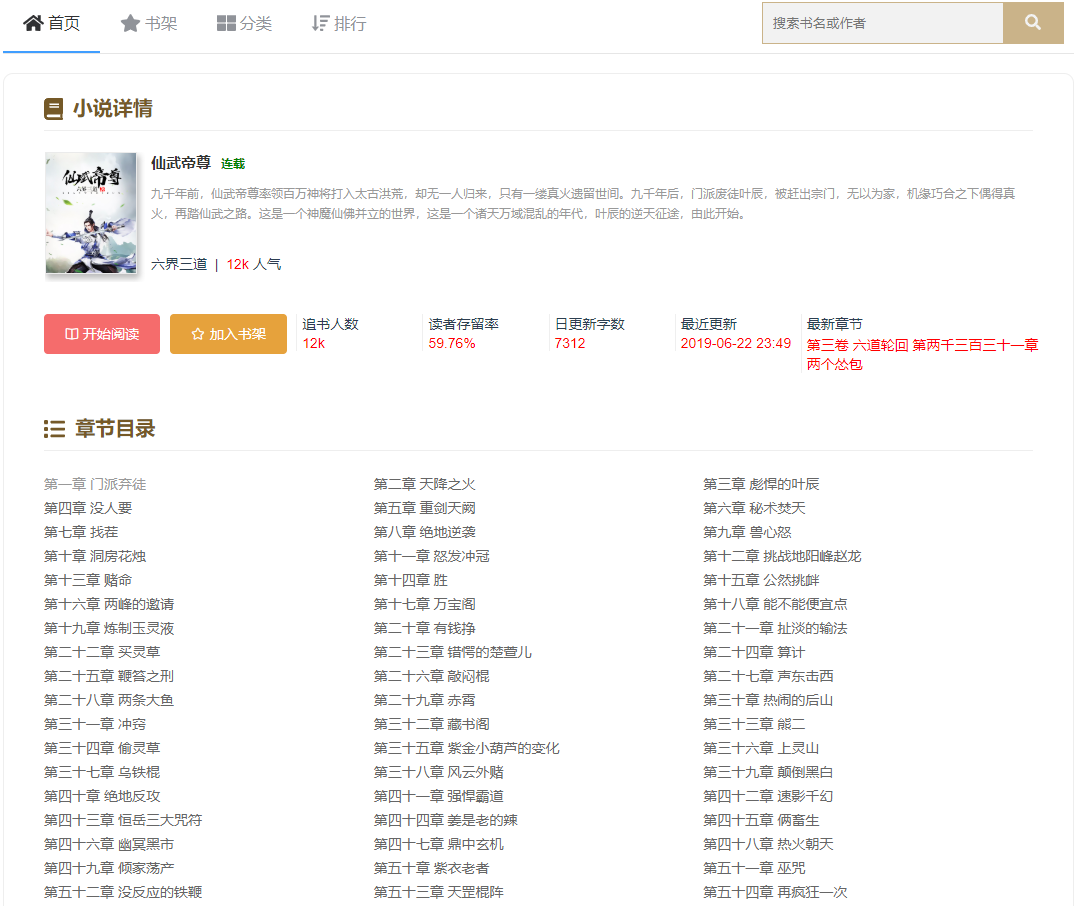 首页 书架 分类 排行 搜索书名或作者
小说详情
仙武帝尊 连载
九千年前，仙武帝尊率领百万神将打入太古洪荒，却无一人归来，只有一缕真火遗留世间。九千年后，门派废徒叶辰，被赶出宗门，无以为家，机缘巧合之下偶得真
火，再踏仙武之路。这是一个神魔仙佛并立的世界，这是一个诸天万域混乱的年代，叶辰的逆天征途，由此开始。
仙武帝尊
六界三道
六界三道 | 12k 人气
开始阅读 加入书架
追书人数 读者存留率 日更新字数 最近更新 最新章节
12k 59.76% 7312 2019-06-22 23:49 第三卷 六道轮回 第两千三百三十一章
两个怂包
章节目录
第一章 门派弃徒 第二章 天降之火 第三章 彪悍的叶辰
第四章 没人要 第五章 重剑天阙 第六章 秘术焚天
第七章 找茬 第八章 绝地逆袭 第九章 兽心怒
第十章 洞房花烛 第十一章 怒发冲冠 第十二章 挑战地阳峰赵龙
第十三章 赌命 第十四章 胜 第十五章 公然挑衅
第十六章 两峰的邀请 第十七章 万宝阁 第十八章 能不能便宜点
第十九章 炼制玉灵液 第二十章 有钱挣 第二十一章 扯淡的输法
第二十二章 买灵草 第二十三章 错愕的楚萱儿 第二十四章 算计
第二十五章 鞭笞之刑 第二十六章 敲闷棍 第二十七章 声东击西
第二十八章 两条大鱼 第二十九章 赤霄 第三十章 热闹的后山
第三十一章 冲窍 第三十二章 藏书阁 第三十三章 熊二
第三十四章 偷灵草 第三十五章 紫金小葫芦的变化 第三十六章 上灵山
第三十七章 乌铁棍 第三十八章 风云外赌 第三十九章 颠倒黑白
第四十章 绝地反攻 第四十一章 强悍霸道 第四十二章 速影千幻
第四十三章 恒岳三大咒符 第四十四章 姜是老的辣 第四十五章 俩畜生
第四十六章 幽冥黑市 第四十七章 鼎中玄机 第四十八章 热火朝天
第四十九章 倾家荡产 第五十章 紫衣老者 第五十一章 巫咒
第五十二章 没反应的铁鞭 第五十三章 天罡棍阵 第五十四章 再疯狂一次